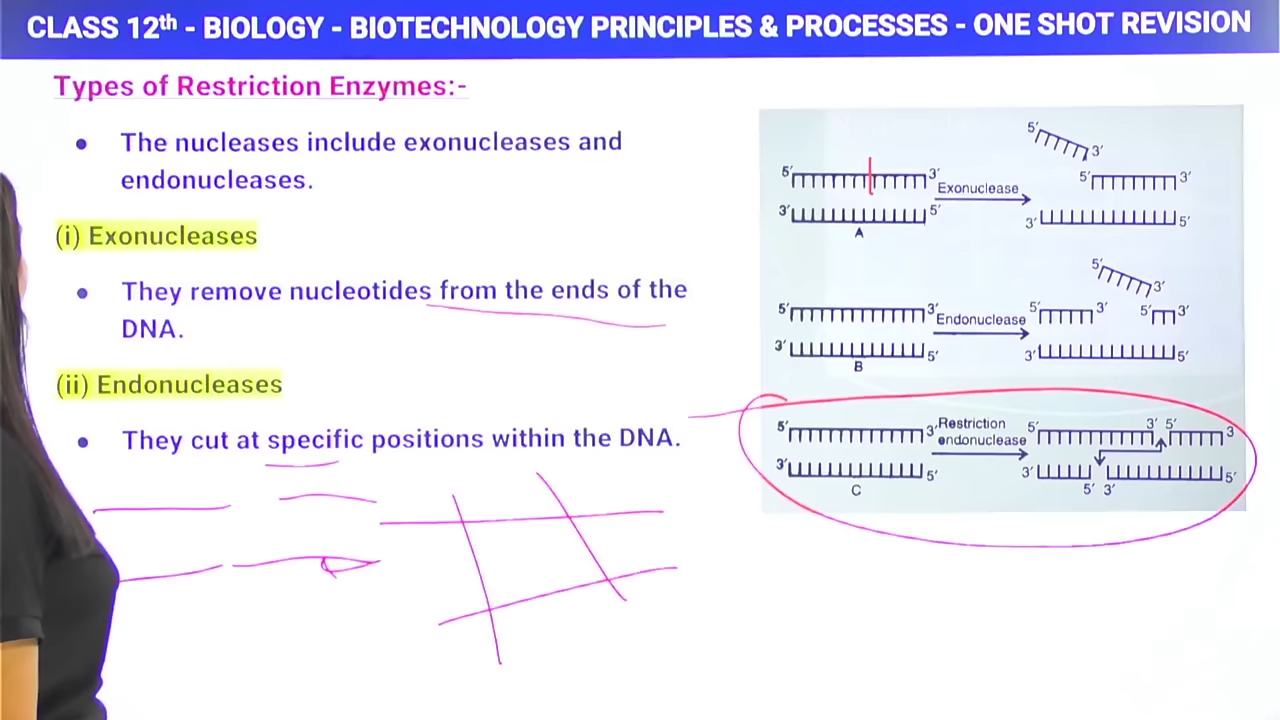 CLASS 12th - BIOLOGY - BIOTECHNOLOGY PRINCIPLES & PROCESSES - ONE SHOT REVISION
Types of Restriction Enzymes:-
• The nucleases include exonucleases and
endonucleases.
(i) Exonucleases
• They remove nucleotides from the ends of the
DNA.
(ii) Endonucleases
• They cut at specific positions within the DNA.
5′ 3′
5′ 3′ Exonuclease 5′ 3′
3′ 5′ 3′ 5′
A
5′ 3′
5′ 3′ Endonuclease 5′ 3′ 5′ 3′
3′ 5′ 3′ 5′
B
5′ 3′ Restriction 5′ 3′ 5′ 3
endonuclease
3′ 5′ 3′ 5′
C 5′ 3′